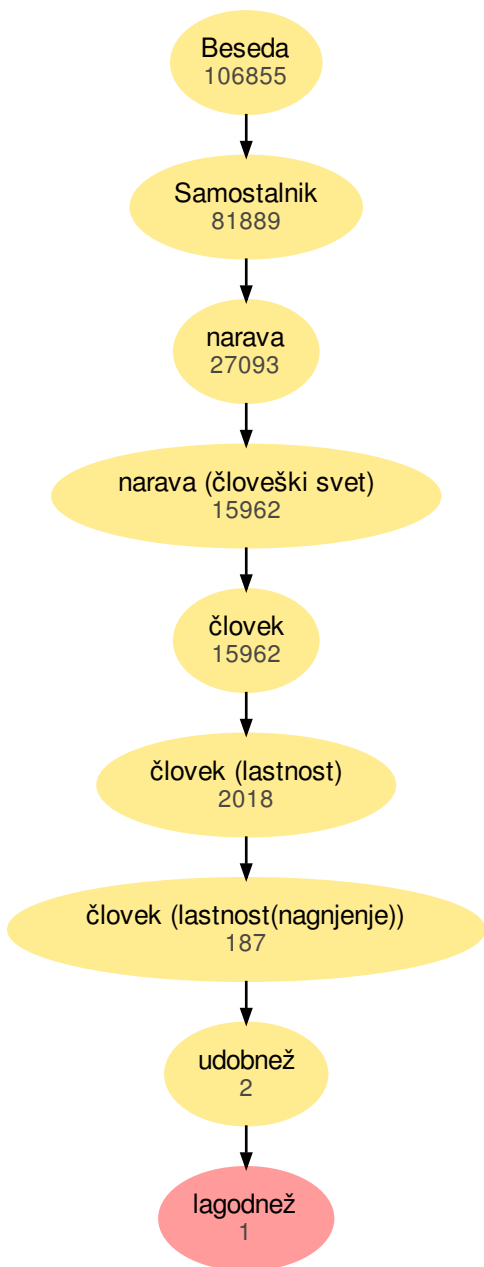 Beseda
106855
Samostalnik
81889
narava
27093
narava (človeški svet)
15962
človek
15962
človek (lastnost)
2018
človek (lastnost(nagnjenje))
187
udobnež
2
lagodnež
1